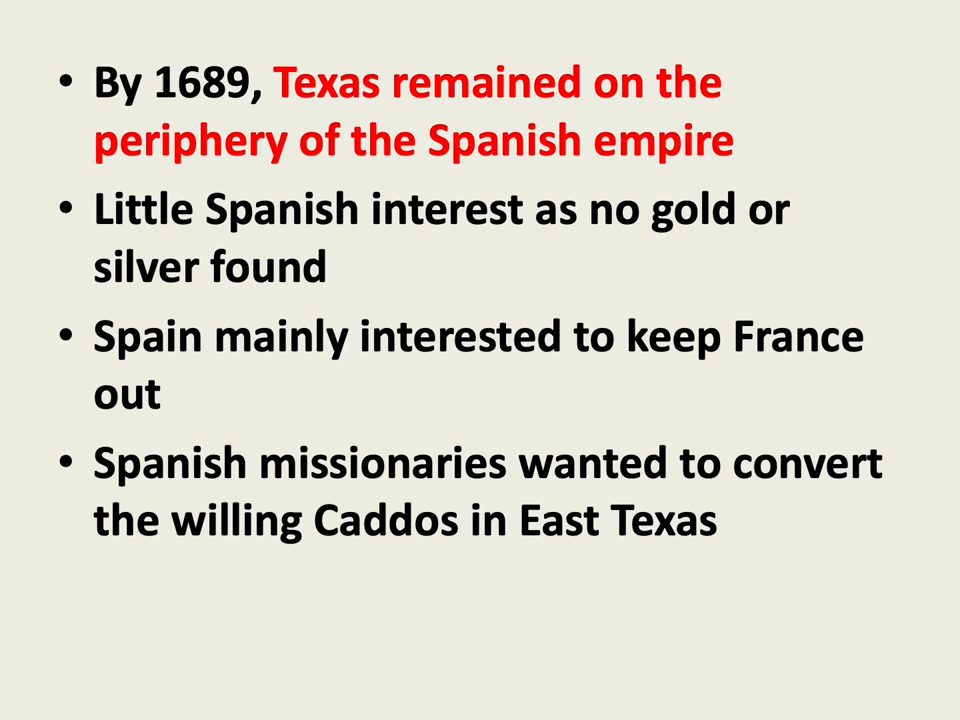 • By 1689, Texas remained on the
periphery of the Spanish empire
• Little Spanish interest as no gold or
silver found
• Spain mainly interested to keep France
out
• Spanish missionaries wanted to convert
the willing Caddos in East Texas